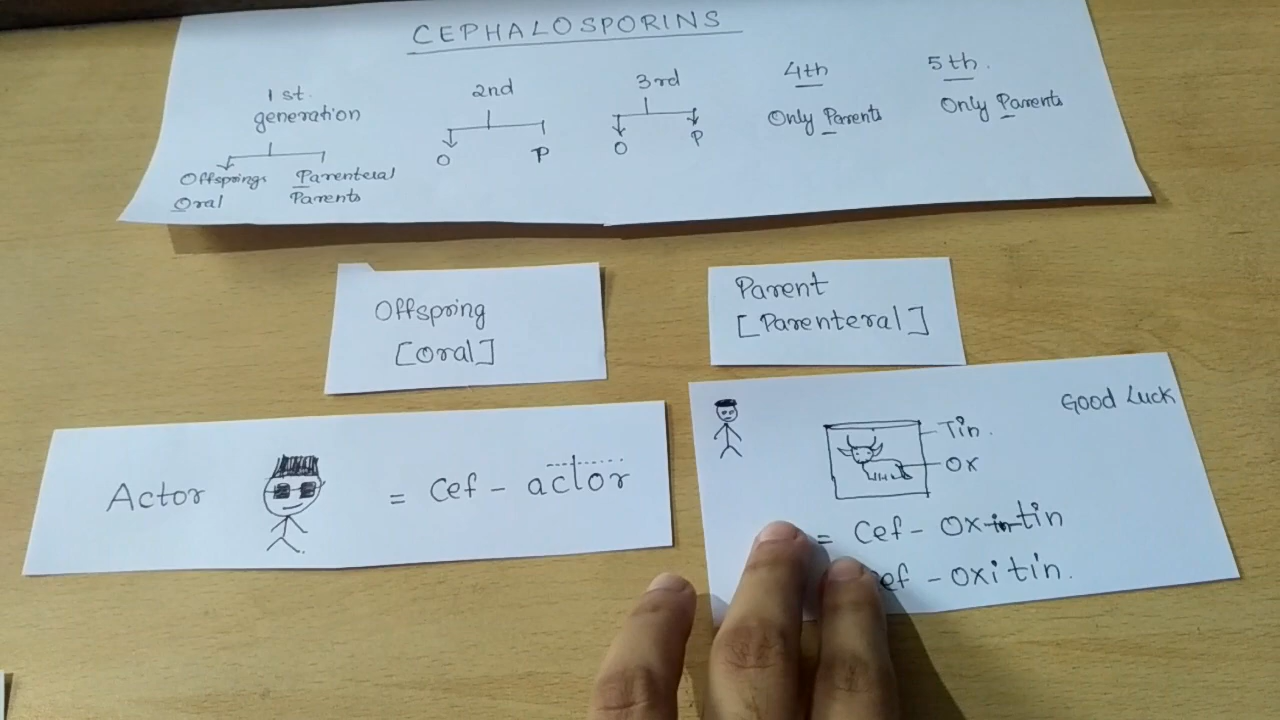 CEPHALOSPORINS
1st.
generation
Offsprings Parenteral
Oral Parents
2nd
O P
3rd
O P
4th
Only Parents
5th.
Only Parents
Offspring
[Oral]
Parent
[Parenteral]
Actor = Cef - actor
Good Luck
Tin.
OX
= Cef - OX-in-tin
ef - oxitin.